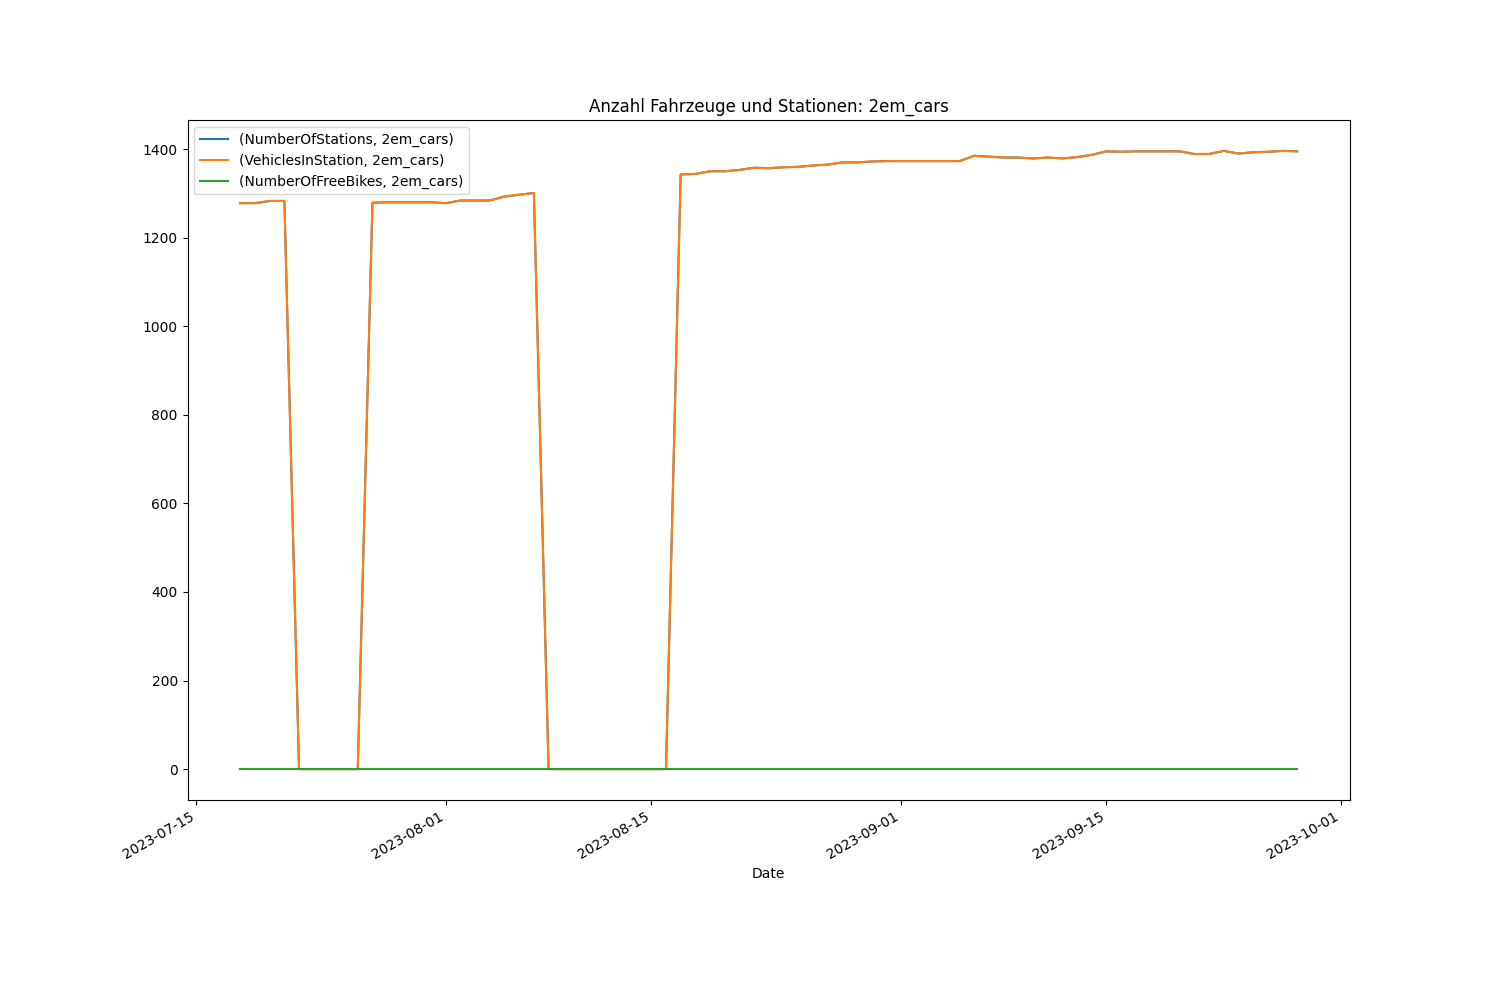 Anzahl Fahrzeuge und Stationen: 2em_cars
(NumberOfStations, 2em_cars)
(VehiclesInStation, 2em_cars)
(NumberOfFreeBikes, 2em_cars)
1400
1200
1000
800
600
400
200
0
2023-07-15
2023-08-01
2023-08-15
2023-09-01
2023-09-15
2023-10-01
Date